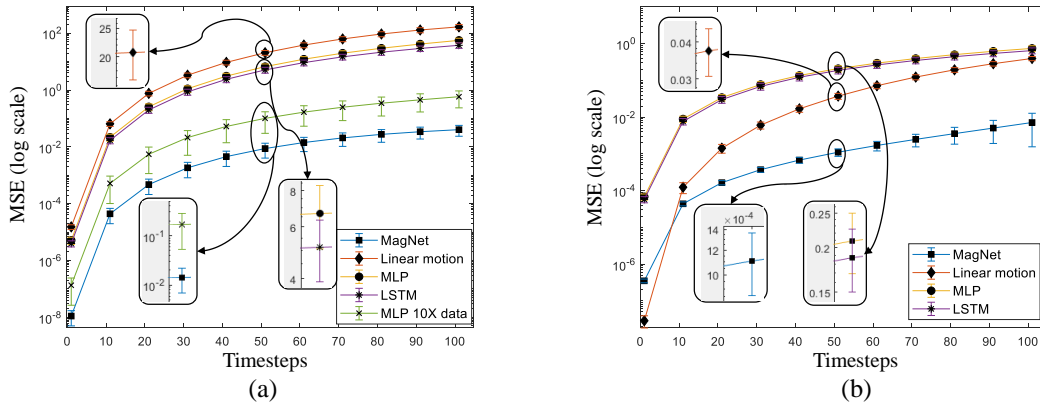 (a)
MSE (log scale)
10^2
10^0
10^-2
10^-4
10^-6
10^-8
25
20
8
6
4
10^-1
10^-2
MagNet
Linear motion
MLP
LSTM
MLP 10X data
0 10 20 30 40 50 60 70 80 90 100
Timesteps
(a)
(b)
MSE (log scale)
10^0
10^-2
10^-4
10^-6
0.04
0.03
× 10^-4
14
12
10
0.25
0.2
0.15
MagNet
Linear motion
MLP
LSTM
0 10 20 30 40 50 60 70 80 90 100
Timesteps
(b)